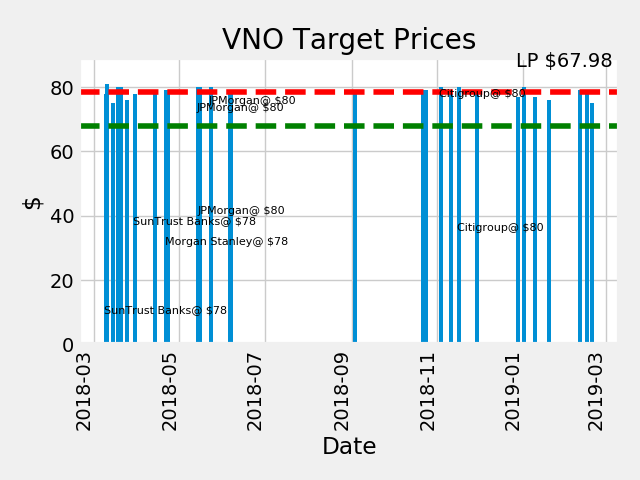 VNO Target Prices
LP $67.98
80
60
40
20
0
$
JPMorgan@ $80
JPMorgan@ $80
Citigroup@ $80
JPMorgan@ $80
SunTrust Banks@ $78
Citigroup@ $80
Morgan Stanley@ $78
SunTrust Banks@ $78
2018-03
2018-05
2018-07
2018-09
2018-11
2019-01
2019-03
Date